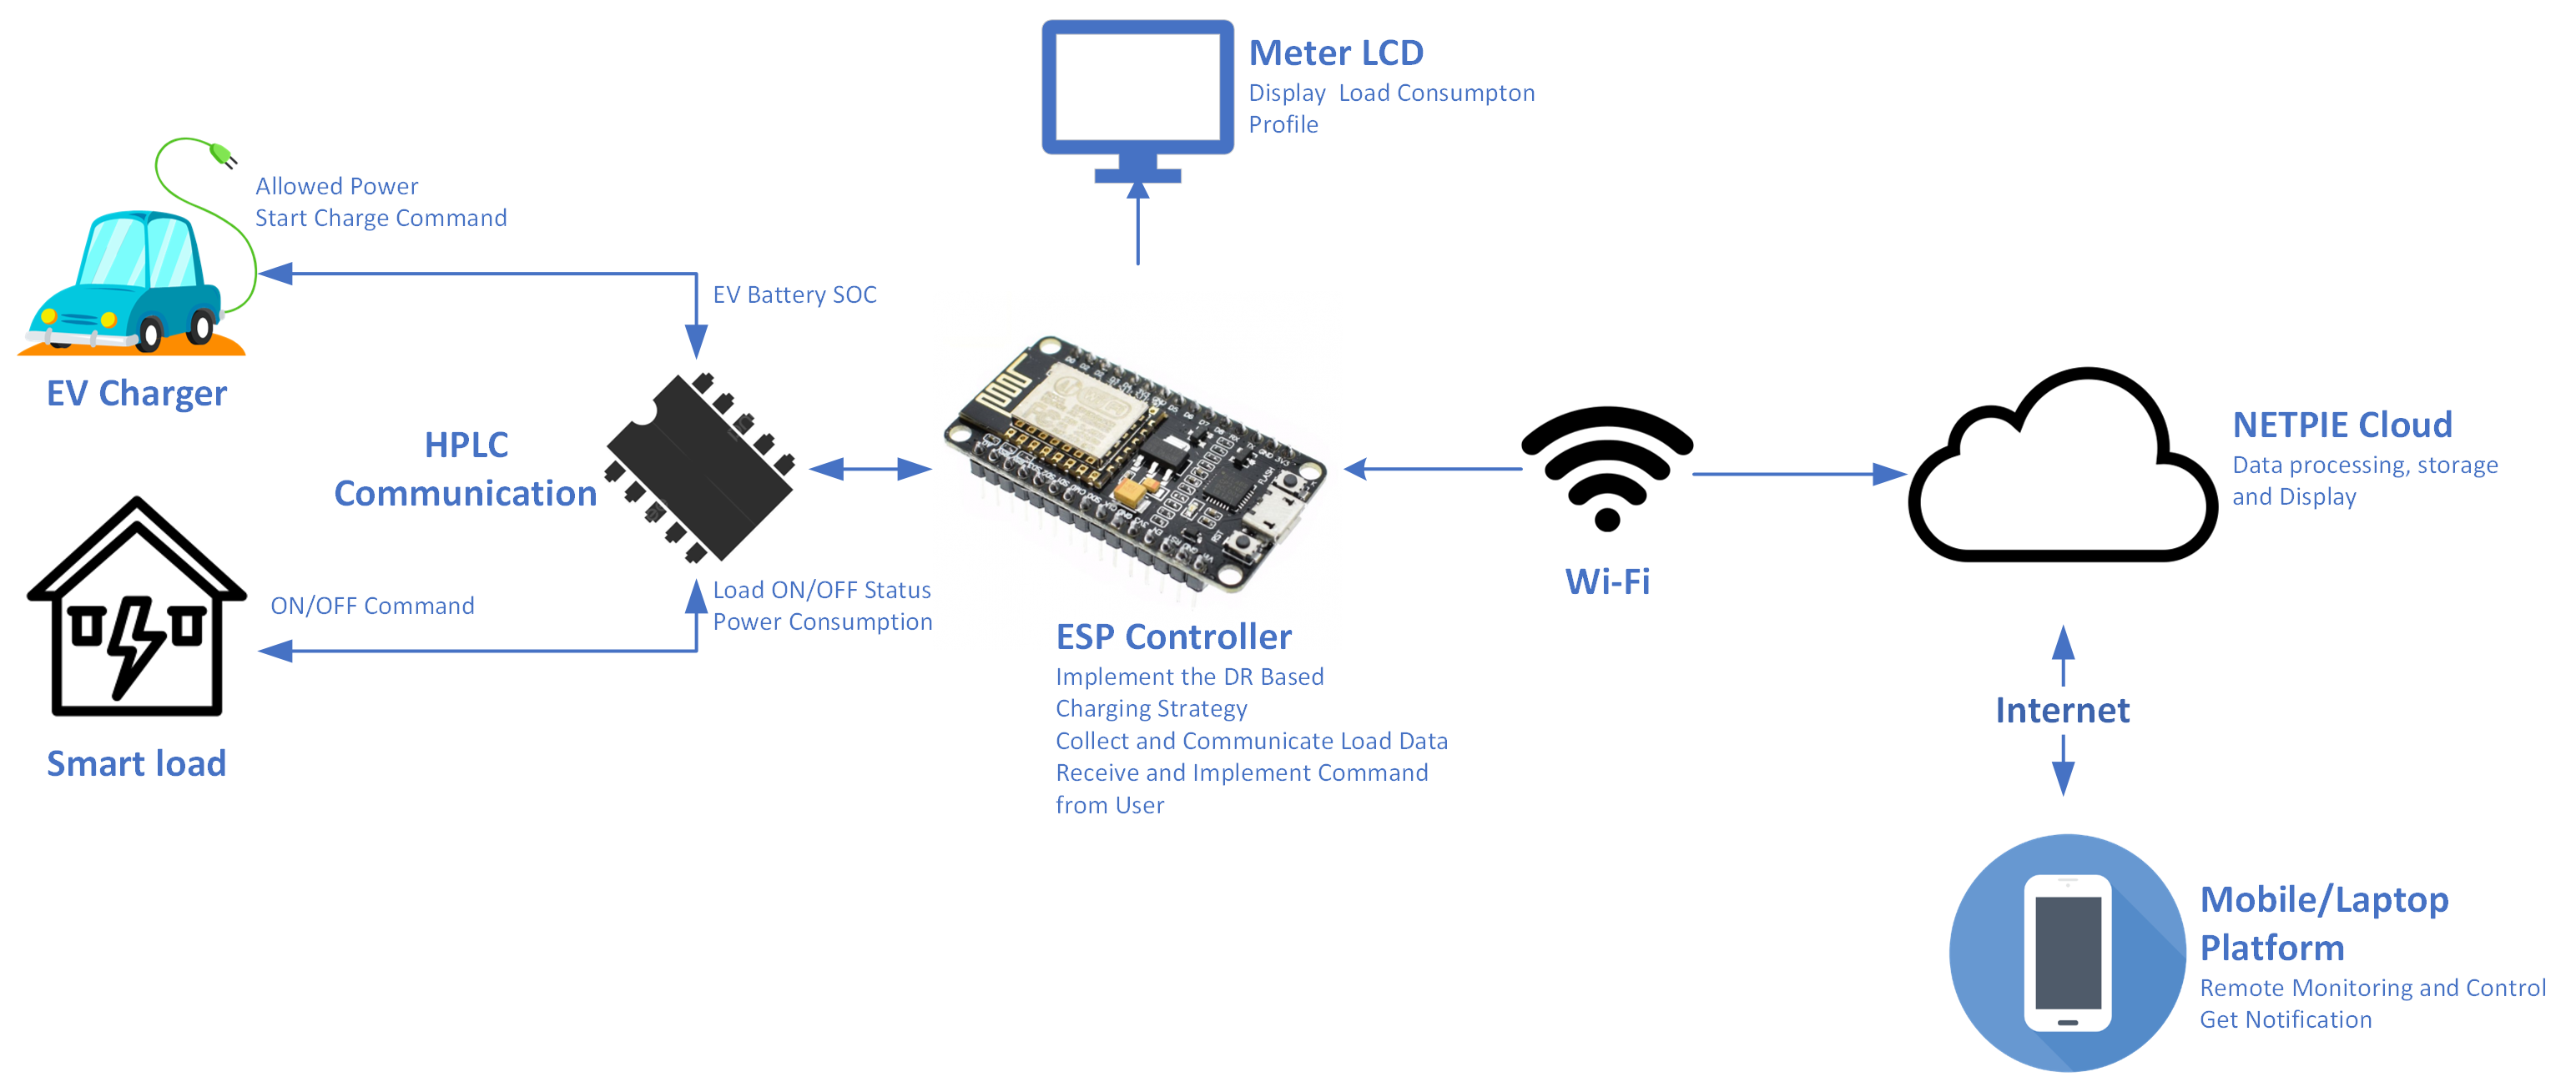 Meter LCD
Display Load Consumpton
Profile
Allowed Power
Start Charge Command
EV Battery SOC
EV Charger
HPLC
Communication
NETPIE Cloud
Data processing, storage
and Display
Wi-Fi
ON/OFF Command
Load ON/OFF Status
Power Consumption
Smart load
ESP Controller
Implement the DR Based
Charging Strategy
Collect and Communicate Load Data
Receive and Implement Command
from User
Internet
Mobile/Laptop
Platform
Remote Monitoring and Control
Get Notification